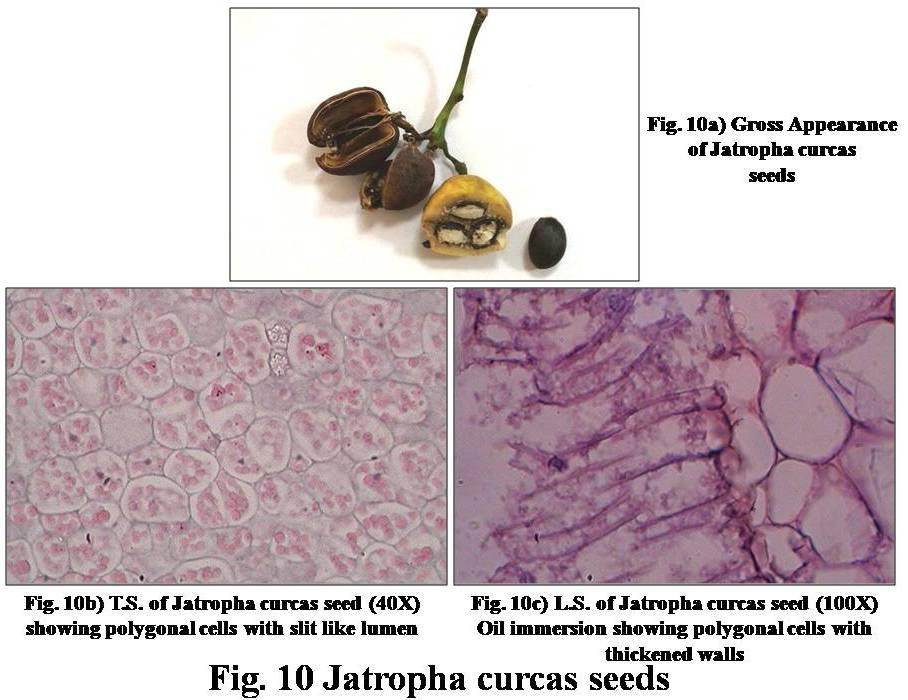 Fig. 10a) Gross Appearance
of Jatropha curcas
seeds
Fig. 10b) T.S. of Jatropha curcas seed (40X)
showing polygonal cells with slit like lumen
Fig. 10c) L.S. of Jatropha curcas seed (100X)
Oil immersion showing polygonal cells with
thickened walls
Fig. 10 Jatropha curcas seeds